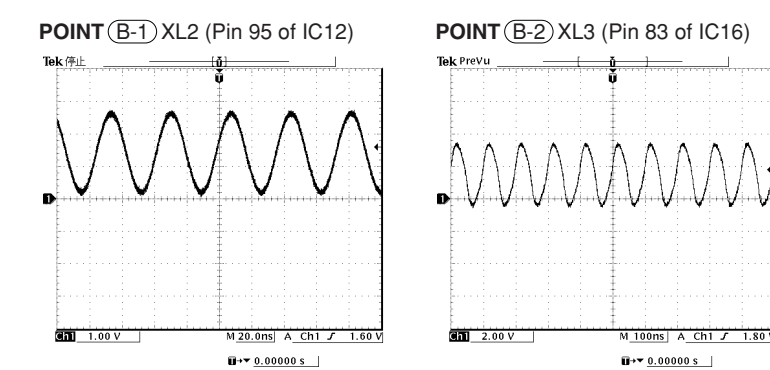 POINT B-1 XL2 (Pin 95 of IC12)
Tek 停止
1
Ch1 1.00 V M 20.0ns A Ch1 ƒ 1.60 V
0.00000 s
POINT B-2 XL3 (Pin 83 of IC16)
Tek PreVu
1
Ch1 2.00 V M 100ns A Ch1 ƒ 1.80 V
0.00000 s